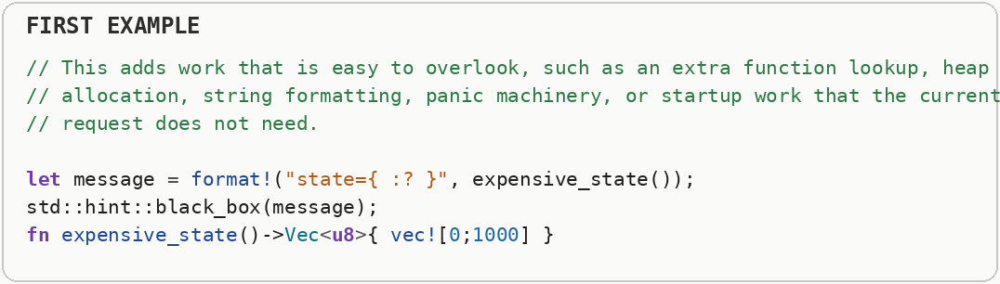 FIRST EXAMPLE
// This adds work that is easy to overlook, such as an extra function lookup, heap
// allocation, string formatting, panic machinery, or startup work that the current
// request does not need.
let message = format!("state={ :? }", expensive_state());
std::hint::black_box(message);
fn expensive_state()->Vec<u8>{ vec![0;1000] }